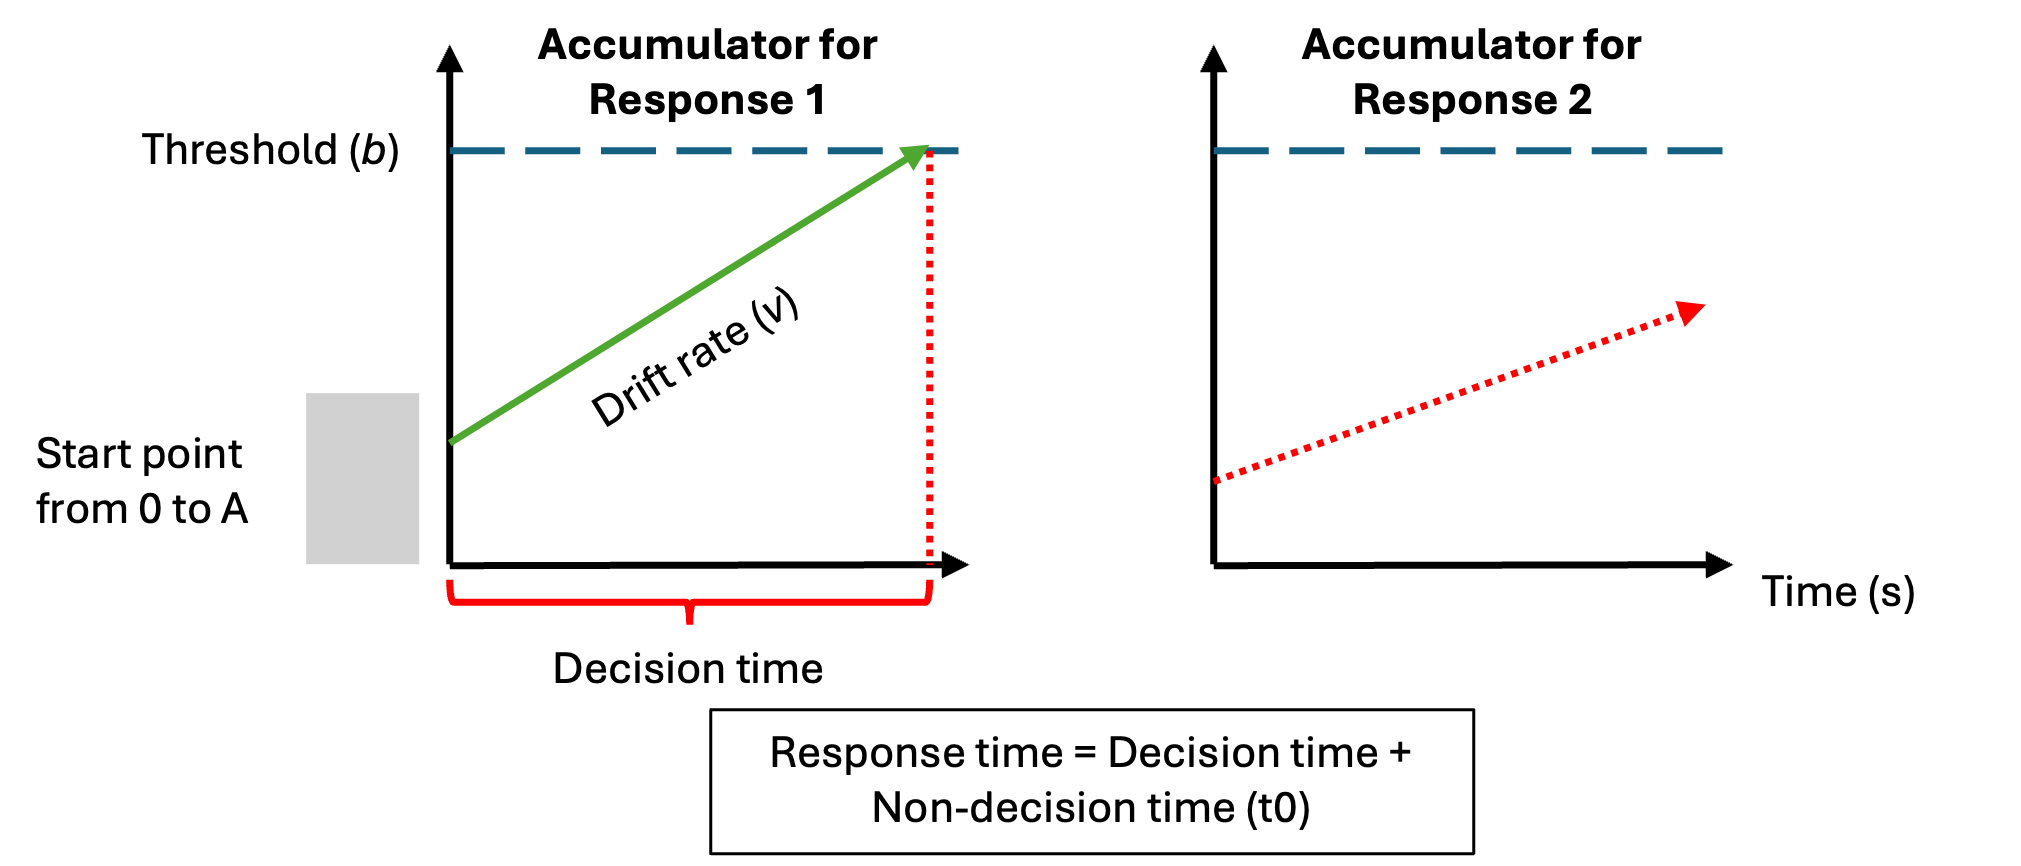 Accumulator for
Response 1
Accumulator for
Response 2
Threshold (b)
Drift rate (v)
Start point
from 0 to A
Time (s)
Decision time
Response time = Decision time +
Non-decision time (t0)